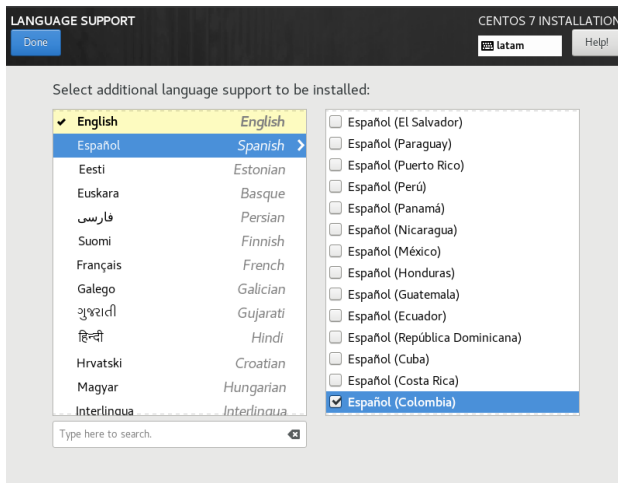 LANGUAGE SUPPORT
CENTOS 7 INSTALLATION
Done
latam
Help!
Select additional language support to be installed:
English English
Español Spanish
Eesti Estonian
Euskara Basque
فارسی Persian
Suomi Finnish
Français French
Galego Galician
ગુજરાતી Gujarati
हिन्दी Hindi
Hrvatski Croatian
Magyar Hungarian
Interlingua Interlingua
Type here to search.
Español (El Salvador)
Español (Paraguay)
Español (Puerto Rico)
Español (Perú)
Español (Panamá)
Español (Nicaragua)
Español (México)
Español (Honduras)
Español (Guatemala)
Español (Ecuador)
Español (República Dominicana)
Español (Cuba)
Español (Costa Rica)
Español (Colombia)